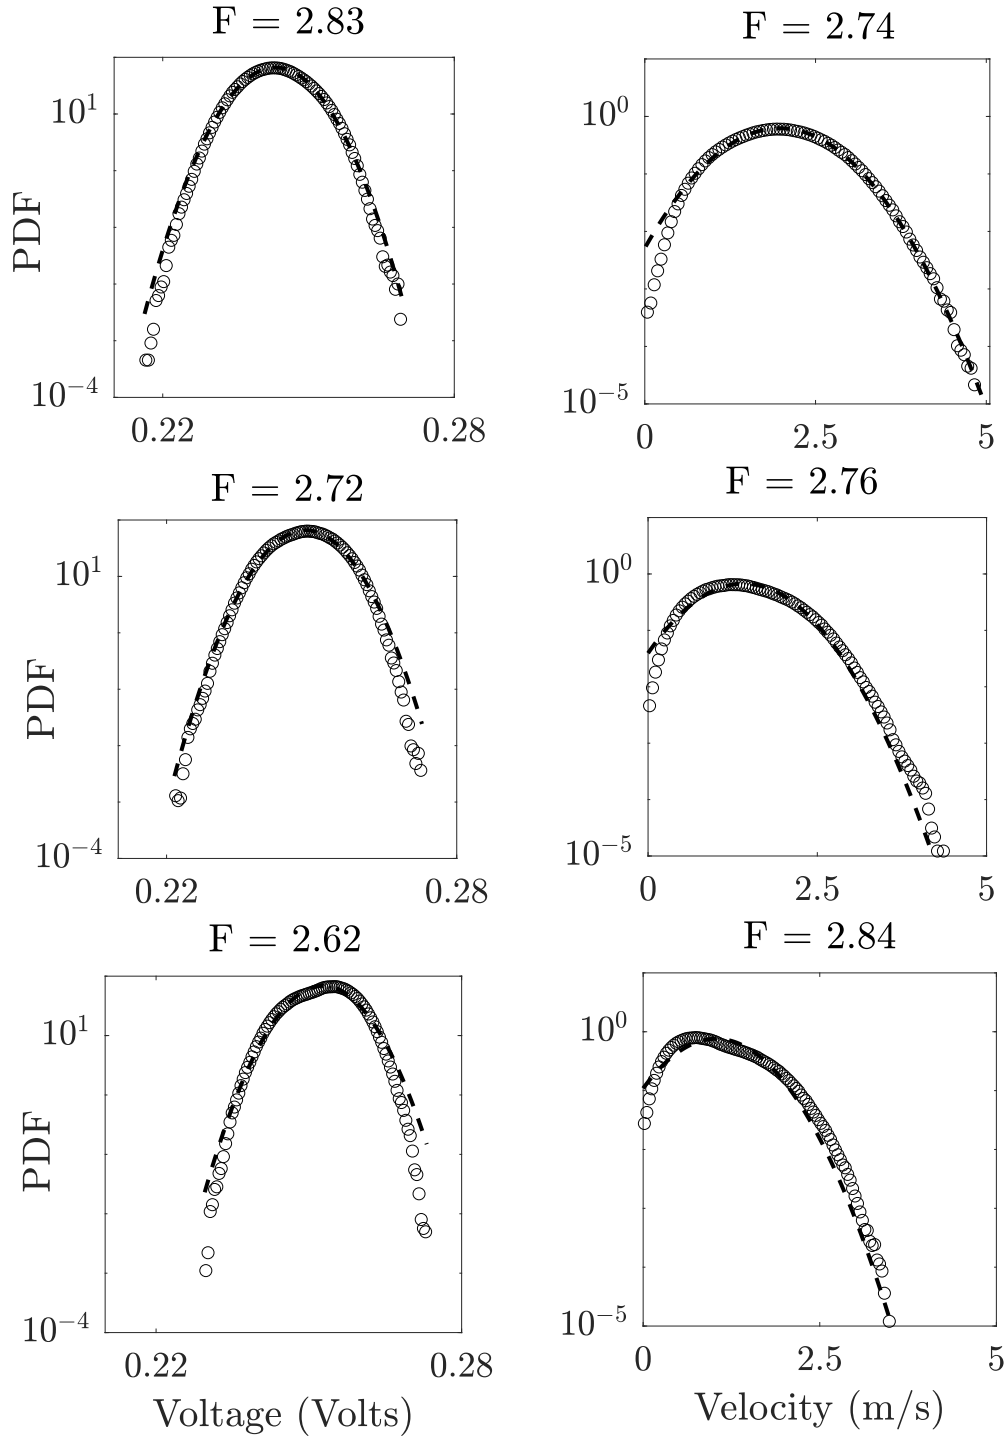 F = 2.83
F = 2.74
PDF
10^1
10^-4
0.22
0.28
10^0
10^-5
0
2.5
5
F = 2.72
F = 2.76
PDF
10^1
10^-4
0.22
0.28
10^0
10^-5
0
2.5
5
F = 2.62
F = 2.84
PDF
10^1
10^-4
0.22
0.28
Voltage (Volts)
10^0
10^-5
0
2.5
5
Velocity (m/s)